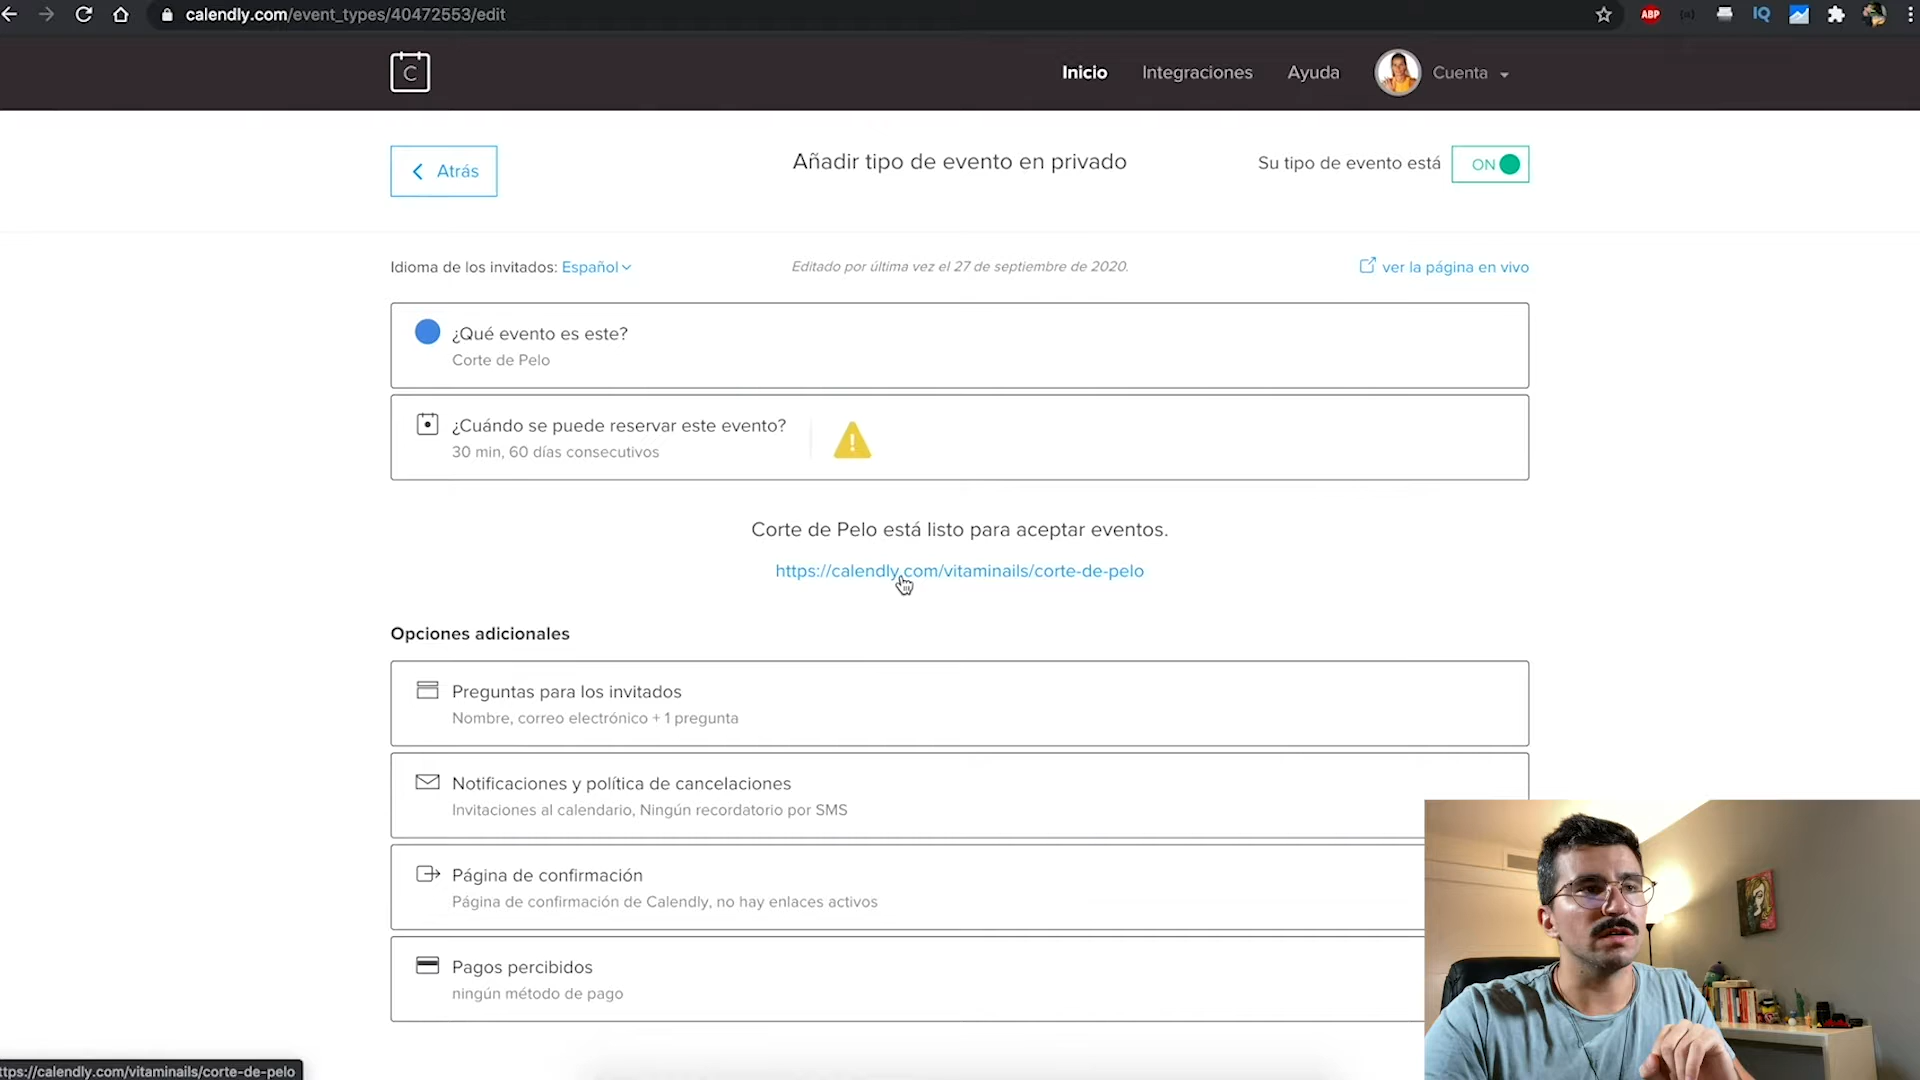 calendly.com/event_types/40472553/edit
ABP
IQ
C
Inicio
Integraciones
Ayuda
Cuenta
Atrás
Añadir tipo de evento en privado
Su tipo de evento está
ON
Idioma de los invitados: Español
Editado por última vez el 27 de septiembre de 2020.
ver la página en vivo
¿Qué evento es este?
Corte de Pelo
¿Cuándo se puede reservar este evento?
30 min, 60 días consecutivos
Corte de Pelo está listo para aceptar eventos.
https://calendly.com/vitaminails/corte-de-pelo
Opciones adicionales
Preguntas para los invitados
Nombre, correo electrónico + 1 pregunta
Notificaciones y política de cancelaciones
Invitaciones al calendario, Ningún recordatorio por SMS
Página de confirmación
Página de confirmación de Calendly, no hay enlaces activos
Pagos percibidos
ningún método de pago
ttps://calendly.com/vitaminails/corte-de-pelo